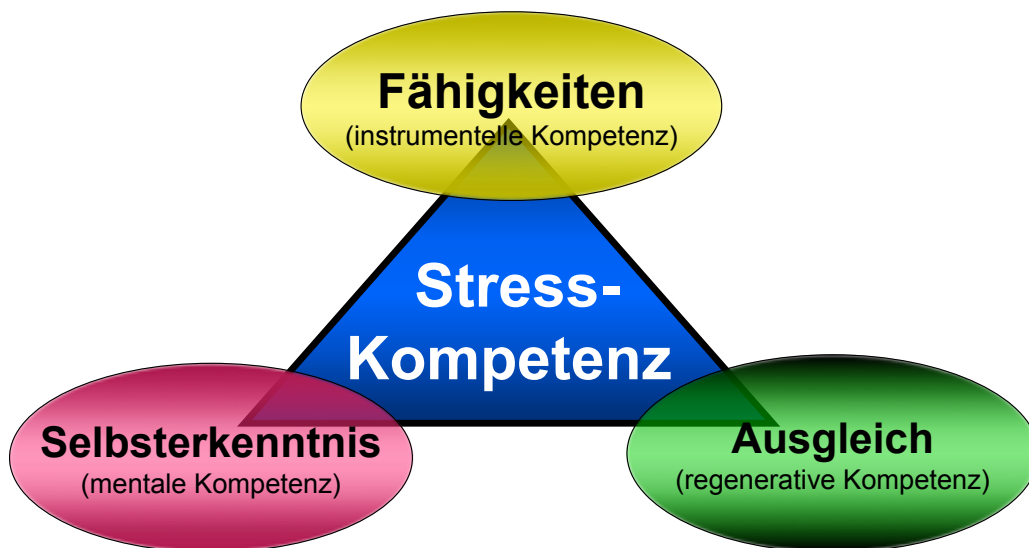 Fähigkeiten
(instrumentelle Kompetenz)
Stress-
Kompetenz
Selbsterkenntnis
(mentale Kompetenz)
Ausgleich
(regenerative Kompetenz)